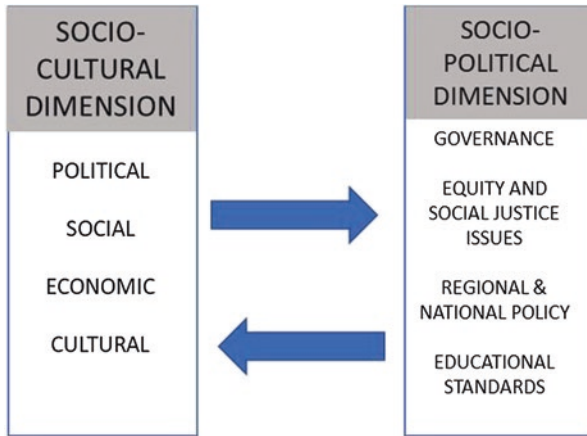 SOCIO-
CULTURAL
DIMENSION
POLITICAL
SOCIAL
ECONOMIC
CULTURAL
SOCIO-
POLITICAL
DIMENSION
GOVERNANCE
EQUITY AND
SOCIAL JUSTICE
ISSUES
REGIONAL &
NATIONAL POLICY
EDUCATIONAL
STANDARDS